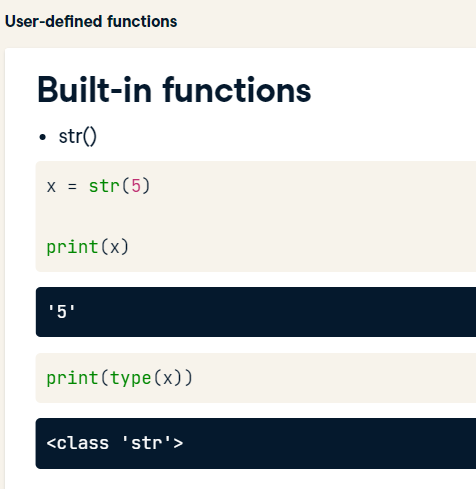 User-defined functions
Built-in functions
• str()
x = str(5)
print(x)
'5'
print(type(x))
<class 'str'>